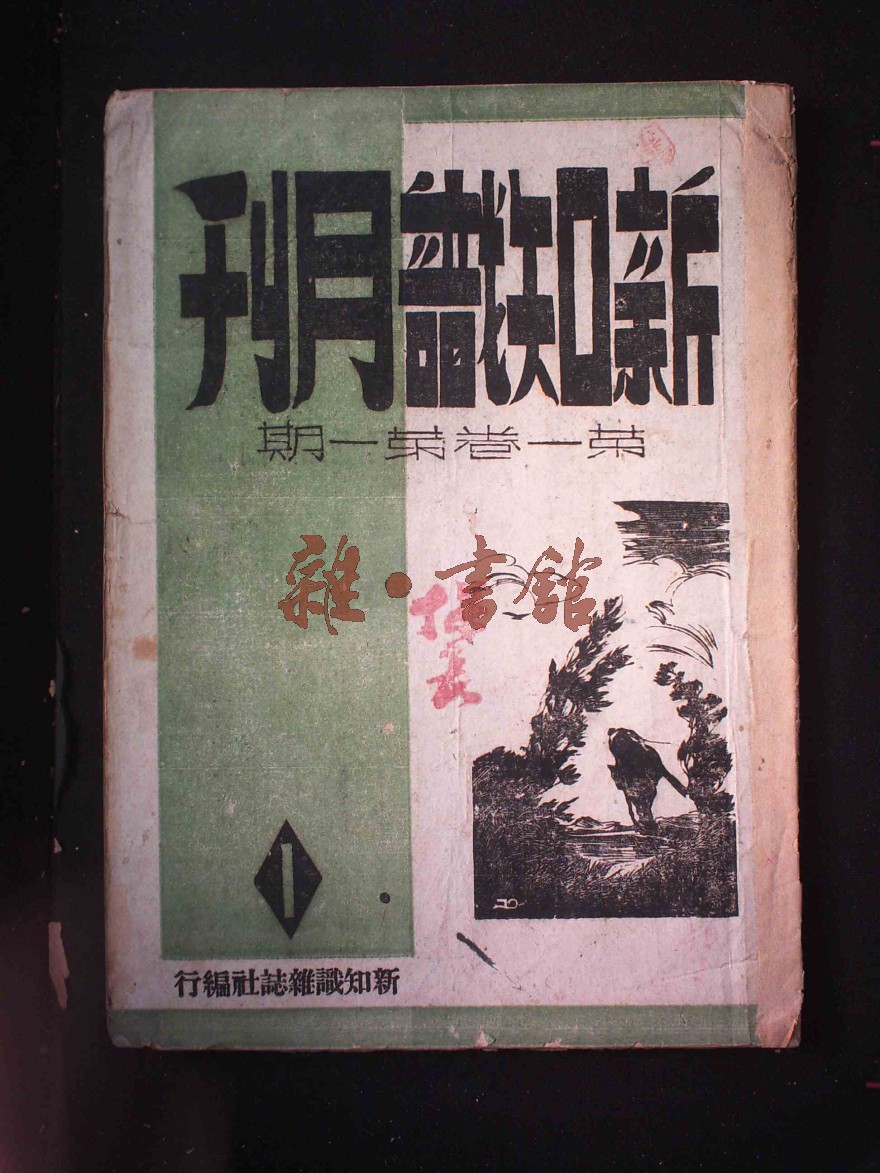 新知識月刊
第一卷第一期
雜·書館
1
新知識雜誌社編行